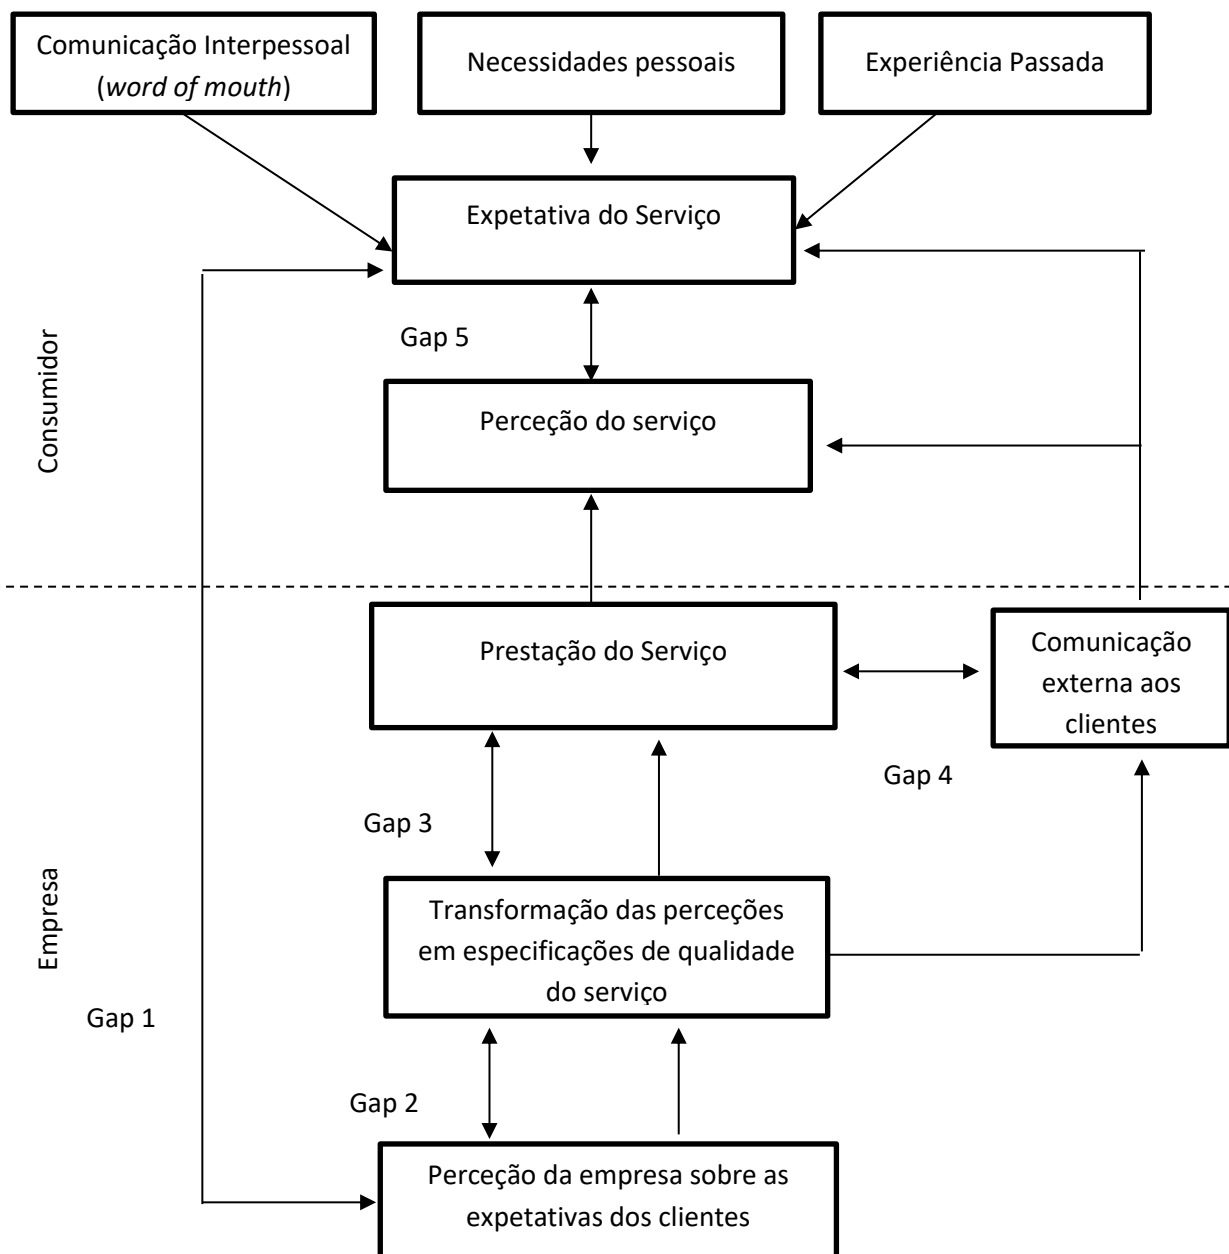 Comunicação Interpessoal
(word of mouth)
Necessidades pessoais
Experiência Passada
Expetativa do Serviço
Gap 5
Consumidor
Perceção do serviço
Prestação do Serviço
Comunicação
externa aos
clientes
Gap 4
Gap 3
Empresa
Transformação das perceções
em especificações de qualidade
do serviço
Gap 1
Gap 2
Perceção da empresa sobre as
expetativas dos clientes